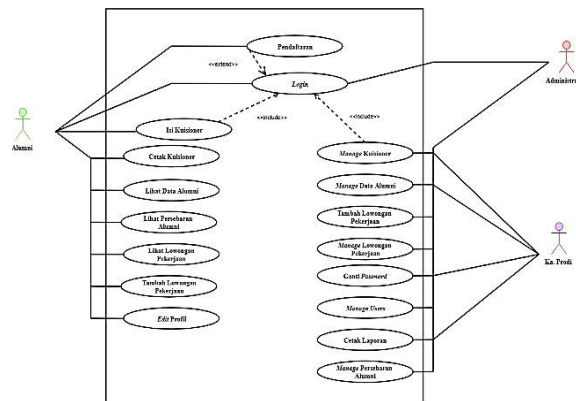 Pendaftaran
<<extend>>
Login
<<include>>
<<include>>
Alumni
Administra
Ka. Prodi
Isi Kuisioner
Cetak Kuisioner
Lihat Data Alumni
Lihat Persebaran
Alumni
Lihat Lowongan
Pekerjaan
Tambah Lowongan
Pekerjaan
Edit Profil
Manage Kuisioner
Manage Data Alumni
Tambah Lowongan
Pekerjaan
Manage Lowongan
Pekerjaan
Ganti Password
Manage Users
Cetak Laporan
Manage Persebaran
Alumni